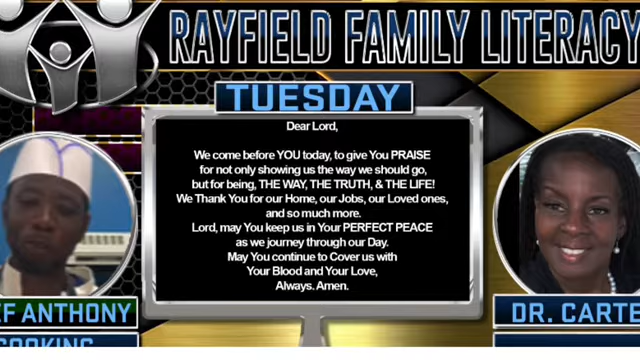 RAYFIELD FAMILY LITERACY
TUESDAY
Dear Lord,
We come before YOU today, to give You PRAISE
for not only showing us the way we should go,
but for being, THE WAY, THE TRUTH, & THE LIFE!
We Thank You for our Home, our Jobs, our Loved ones,
and so much more.
Lord, may You keep us in Your PERFECT PEACE
as we journey through our Day.
May You continue to Cover us with
Your Blood and Your Love,
Always. Amen.
EF ANTHONY
DR. CARTE
COOKING